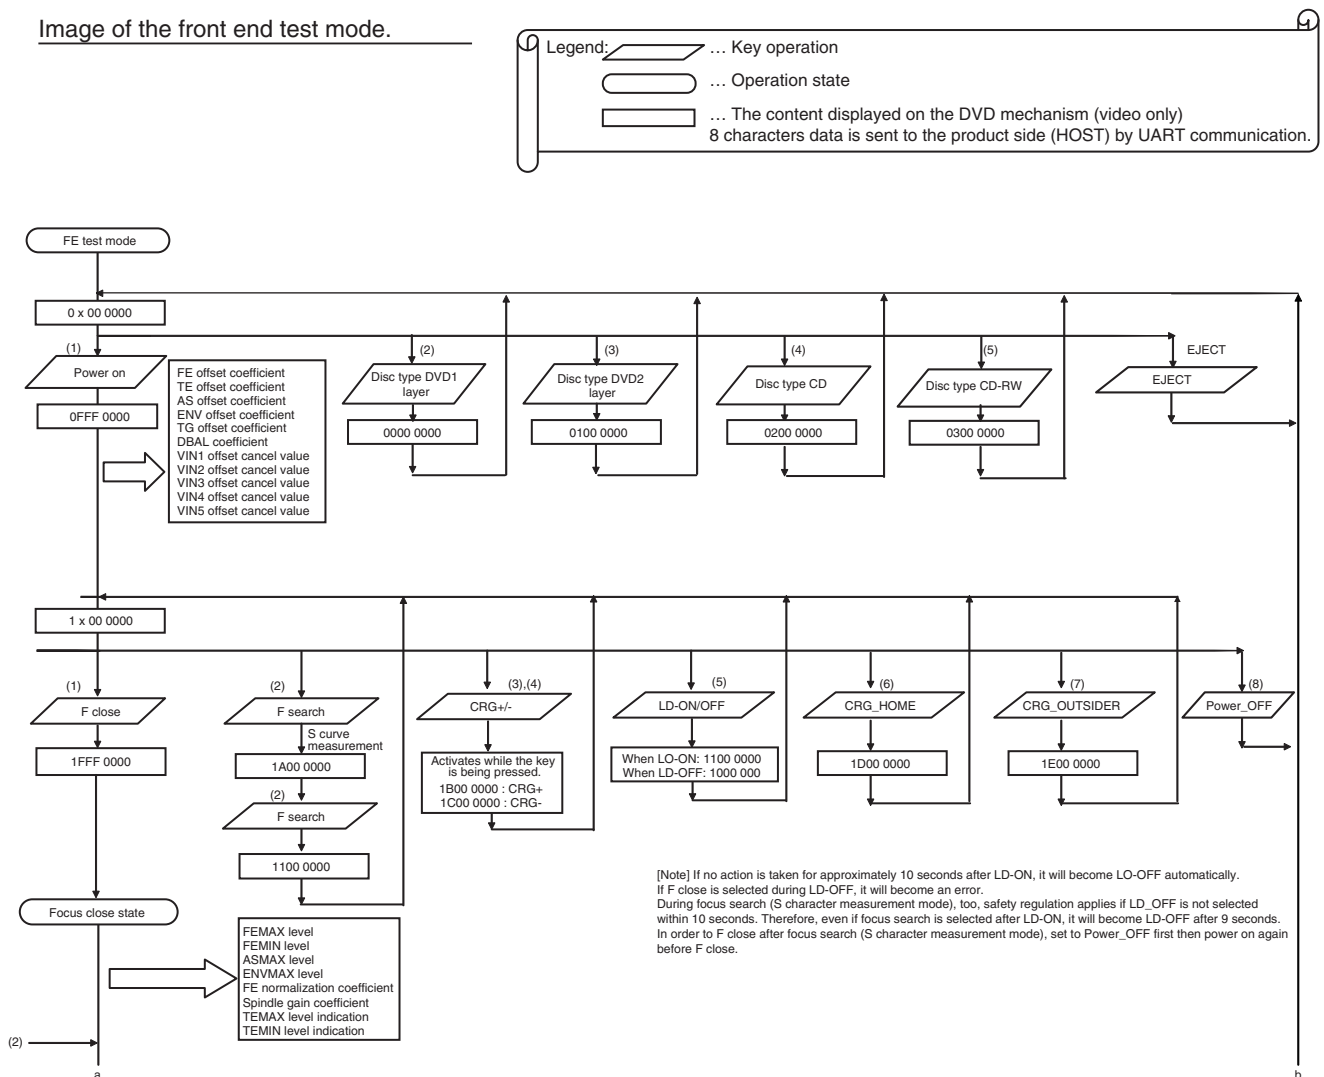 Image of the front end test mode.
Legend:
… Key operation
… Operation state
… The content displayed on the DVD mechanism (video only)
8 characters data is sent to the product side (HOST) by UART communication.
FE test mode
0 x 00 0000
(1)
Power on
0FFF 0000
FE offset coefficient
TE offset coefficient
AS offset coefficient
ENV offset coefficient
TG offset coefficient
DBAL coefficient
VIN1 offset cancel value
VIN2 offset cancel value
VIN3 offset cancel value
VIN4 offset cancel value
VIN5 offset cancel value
(2)
Disc type DVD1
layer
0000 0000
(3)
Disc type DVD2
layer
0100 0000
(4)
Disc type CD
0200 0000
(5)
Disc type CD-RW
0300 0000
EJECT
EJECT
1 x 00 0000
(1)
F close
1FFF 0000
(2)
F search
S curve
measurement
1A00 0000
(2)
F search
1100 0000
(3),(4)
CRG+/-
Activates while the key
is being pressed.
1B00 0000 : CRG+
1C00 0000 : CRG-
(5)
LD-ON/OFF
When LO-ON: 1100 0000
When LD-OFF: 1000 000
(6)
CRG_HOME
1D00 0000
(7)
CRG_OUTSIDER
1E00 0000
(8)
Power_OFF
[Note] If no action is taken for approximately 10 seconds after LD-ON, it will become LO-OFF automatically.
If F close is selected during LD-OFF, it will become an error.
During focus search (S character measurement mode), too, safety regulation applies if LD_OFF is not selected
within 10 seconds. Therefore, even if focus search is selected after LD-ON, it will become LD-OFF after 9 seconds.
In order to F close after focus search (S character measurement mode), set to Power_OFF first then power on again
before F close.
Focus close state
FEMAX level
FEMIN level
ASMAX level
ENVMAX level
FE normalization coefficient
Spindle gain coefficient
TEMAX level indication
TEMIN level indication
(2)
a
b